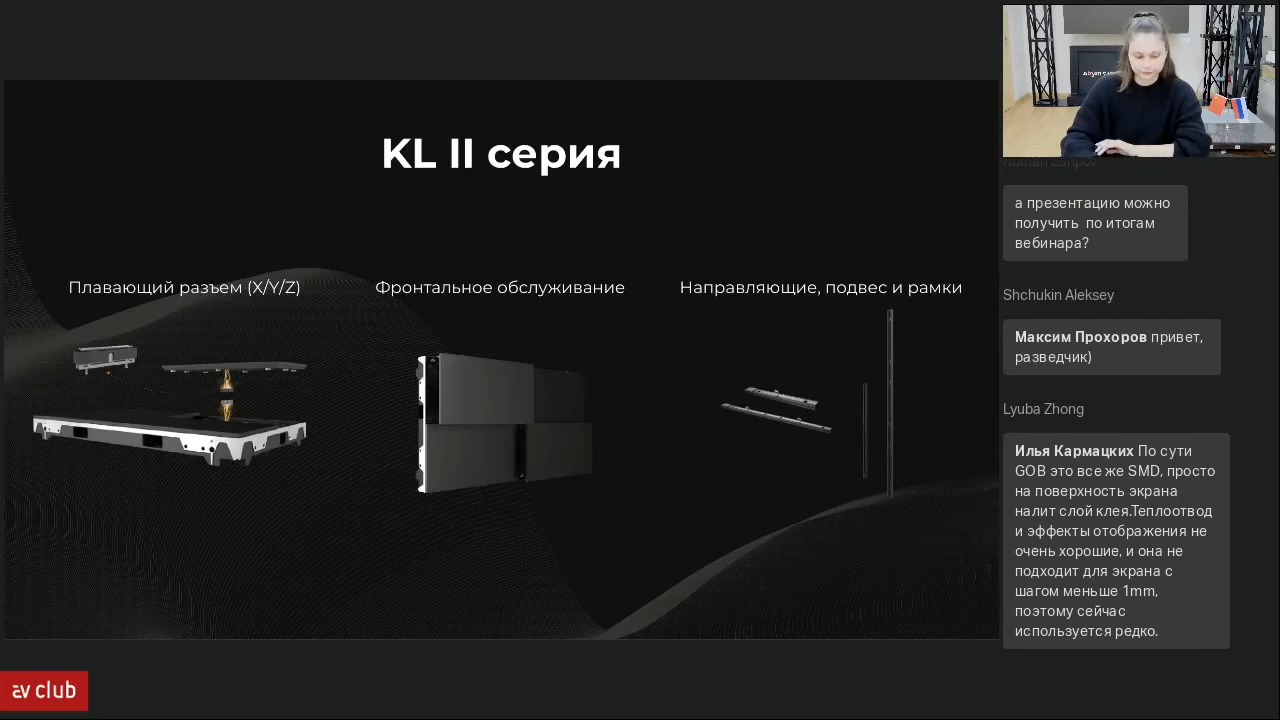 KL II серия
Плавающий разъем (X/Y/Z)
Фронтальное обслуживание
Направляющие, подвес и рамки
а презентацию можно
получить по итогам
вебинара?
Shchukin Aleksey
Максим Прохоров привет,
разведчик)
Lyuba Zhong
Илья Кармацких По сути
GOB это все же SMD, просто
на поверхность экрана
налит слой клея.Теплоотвод
и эффекты отображения не
очень хорошие, и она не
подходит для экрана с
шагом меньше 1mm,
поэтому сейчас
используется редко.
av club